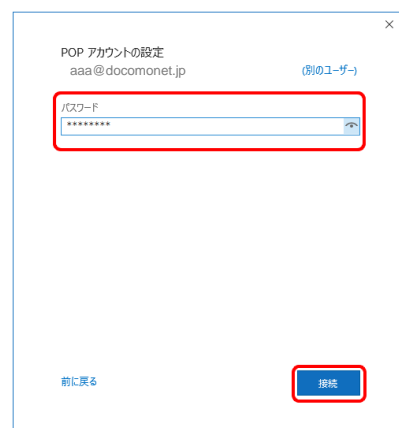 POP アカウントの設定
aaa@docomonet.jp (別のユーザー)
パスワード
********
前に戻る 接続